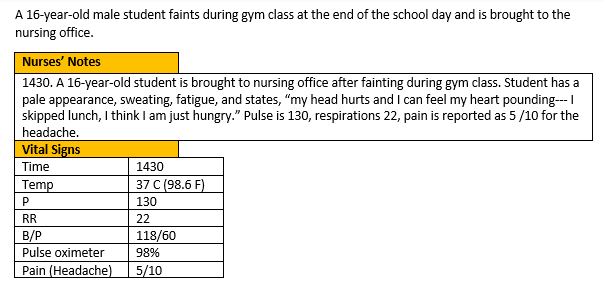 A 16-year-old male student faints during gym class at the end of the school day and is brought to the
nursing office.
Nurses’ Notes
1430. A 16-year-old student is brought to nursing office after fainting during gym class. Student has a
pale appearance, sweating, fatigue, and states, “my head hurts and I can feel my heart pounding--- I
skipped lunch, I think I am just hungry.” Pulse is 130, respirations 22, pain is reported as 5 /10 for the
headache.
Vital Signs
Time 1430
Temp 37 C (98.6 F)
P 130
RR 22
B/P 118/60
Pulse oximeter 98%
Pain (Headache) 5/10